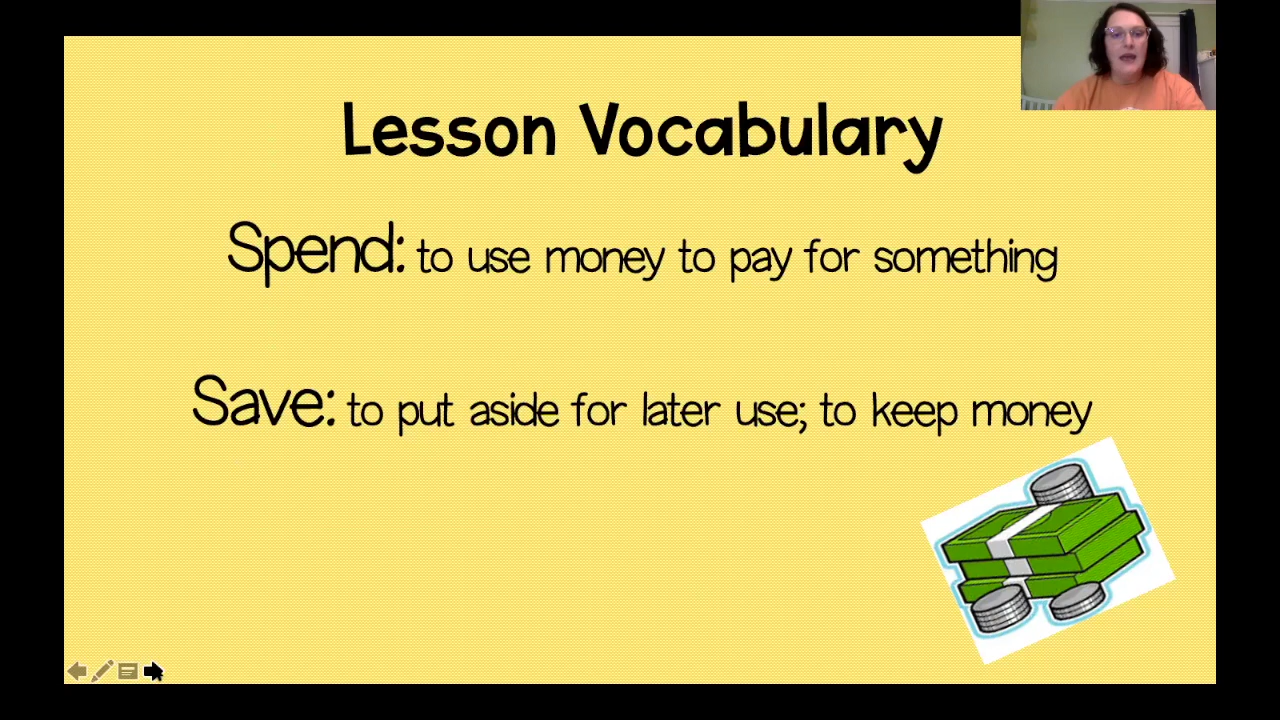 Lesson Vocabulary
Spend: to use money to pay for something
Save: to put aside for later use; to keep money